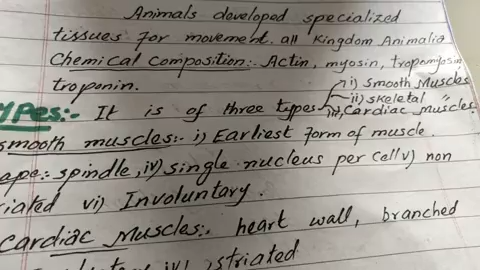 Animals developed specialized
tissues for movement. all Kingdom Animalia
Chemical Composition:- Actin, myosin, tropomyosin
troponin.
i) Smooth Muscles
ypes:- It is of three types ii) skeletal "
iii) Cardiac Muscles.
smooth muscles:- i) Earliest form of muscle.
ape:- spindle, iv) single nucleus per cell v) non
iated vi) Involuntary.
Cardiac Muscles:. heart wall, branched
iv) striated